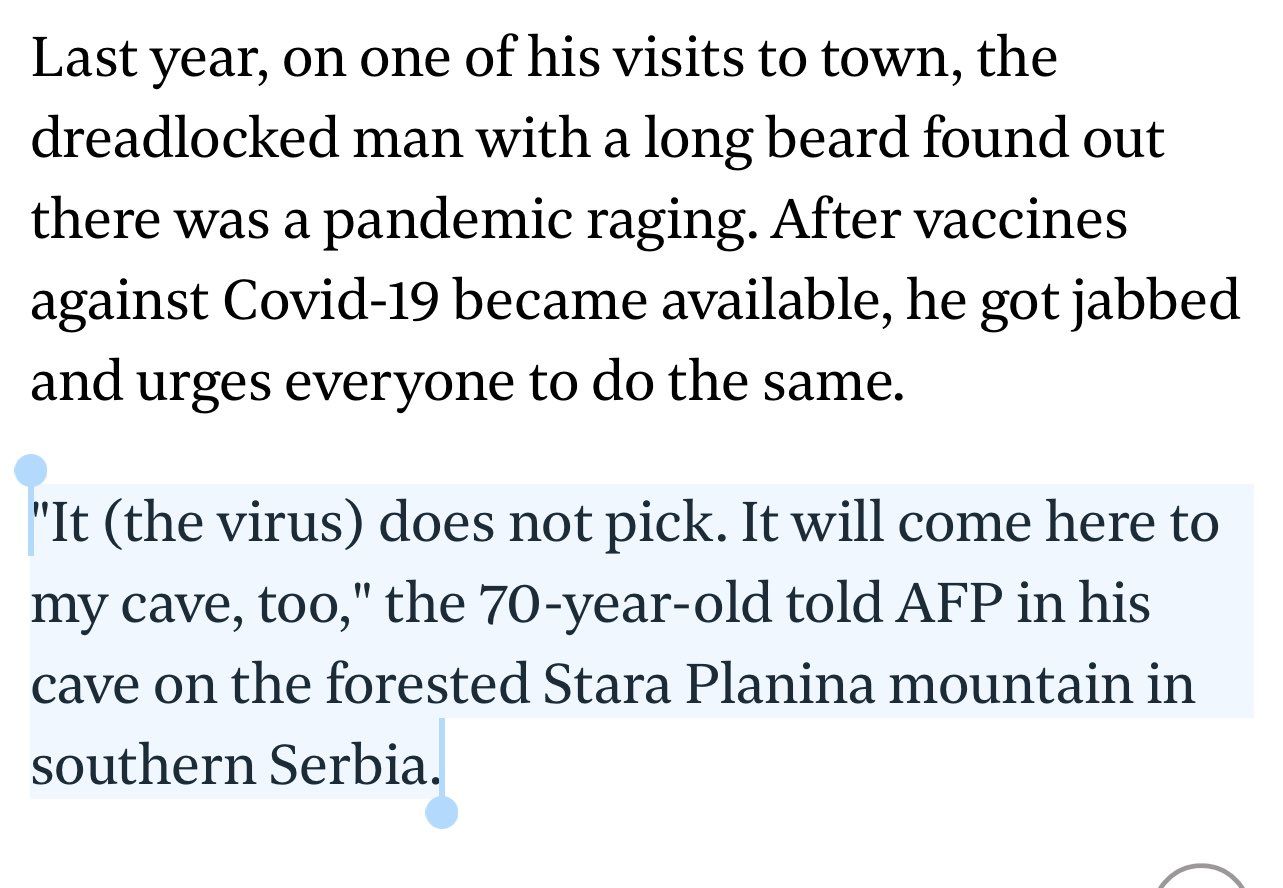 Last year, on one of his visits to town, the
dreadlocked man with a long beard found out
there was a pandemic raging. After vaccines
against Covid-19 became available, he got jabbed
and urges everyone to do the same.
"It (the virus) does not pick. It will come here to
my cave, too," the 70-year-old told AFP in his
cave on the forested Stara Planina mountain in
southern Serbia.